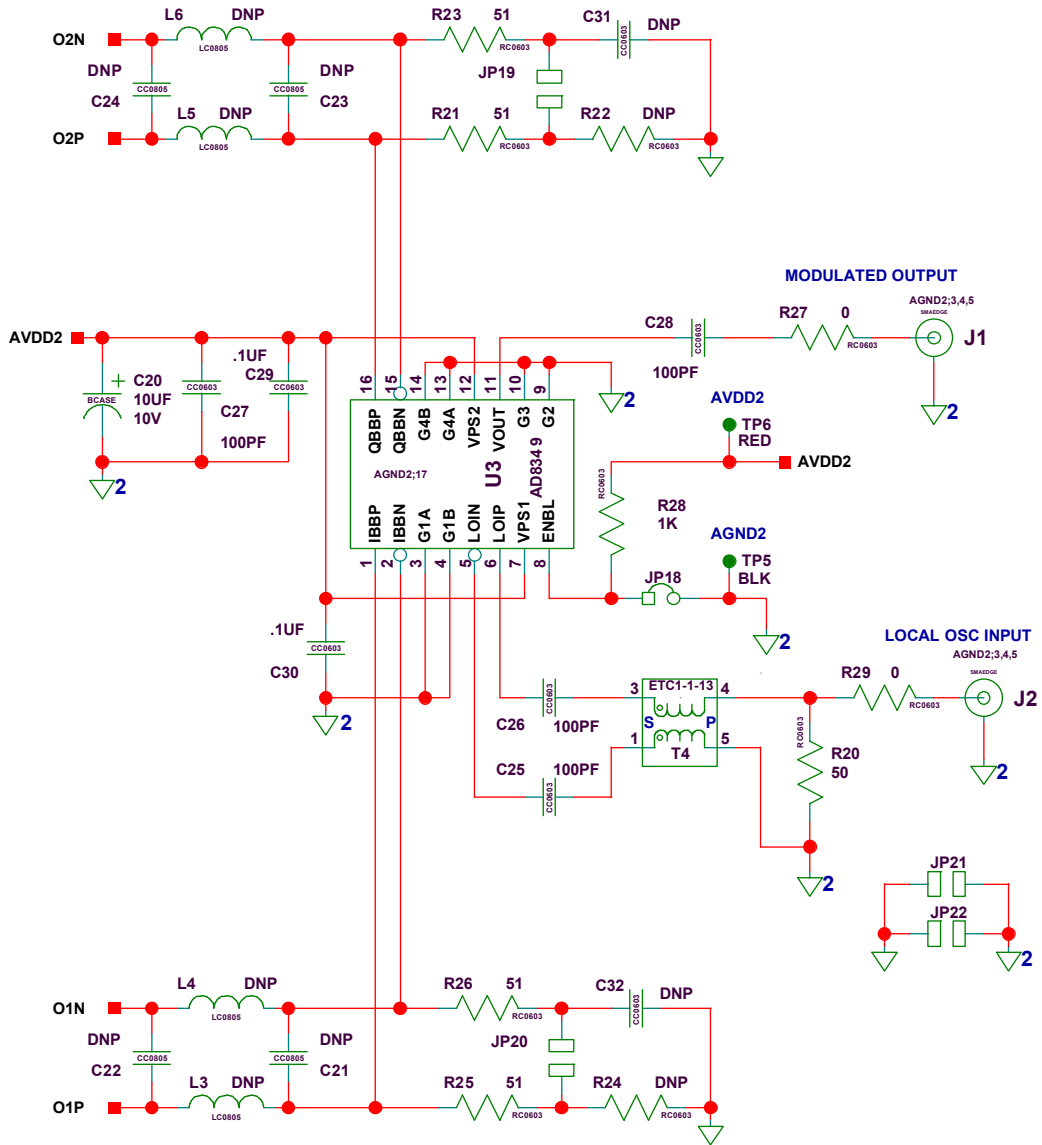 L6 DNP
LC0805
O2N
R23 51
RC0603
C31 DNP
CC0603
DNP
CC0805
C24
DNP
CC0805
C23
JP19
L5 DNP
LC0805
O2P
R21 51
RC0603
R22 DNP
RC0603
MODULATED OUTPUT
AGND2;3,4,5
SMAEDGE
J1
R27 0
RC0603
C28
CC0603
100PF
2
AVDD2
+
BCASE
C20
10UF
10V
CC0603
C27
100PF
.1UF
C29
CC0603
2
16 15 14 13 12 11 10 9
QBBP QBBN G4B G4A VPS2 VOUT G3 G2
AGND2;17
U3
AD8349
IBBP IBBN G1A G1B LOIN LOIP VPS1 ENBL
1 2 3 4 5 6 7 8
2
AVDD2
TP6
RED
AVDD2
RC0603
R28
1K
AGND2
TP5
BLK
JP18
2
.1UF
CC0603
C30
2
LOCAL OSC INPUT
AGND2;3,4,5
SMAEDGE
J2
R29 0
RC0603
2
C26
CC0603
100PF
C25
CC0603
100PF
ETC1-1-13
3 4
S P
1 5
T4
RC0603
R20
50
2
JP21
JP22
2
L4 DNP
LC0805
O1N
R26 51
RC0603
C32 DNP
CC0603
DNP
CC0805
C22
DNP
CC0805
C21
JP20
L3 DNP
LC0805
O1P
R25 51
RC0603
R24 DNP
RC0603